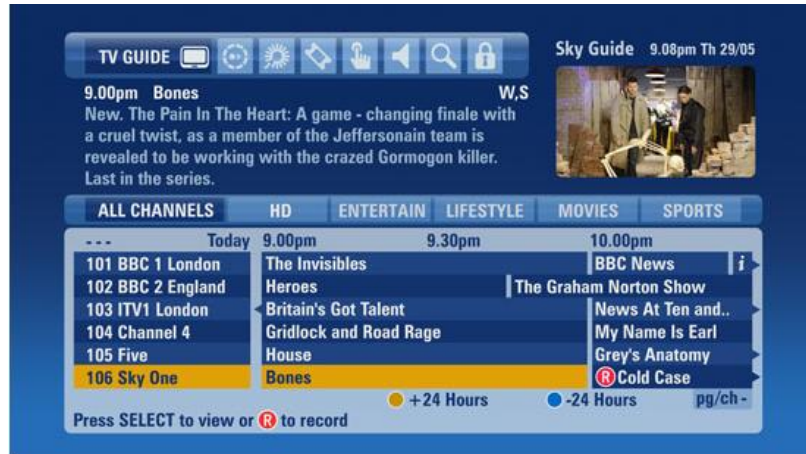 TV GUIDE
Sky Guide 9.08pm Th 29/05
9.00pm Bones W,S
New. The Pain In The Heart: A game - changing finale with
a cruel twist, as a member of the Jeffersonain team is
revealed to be working with the crazed Gormogon killer.
Last in the series.
ALL CHANNELS HD ENTERTAIN LIFESTYLE MOVIES SPORTS
--- Today 9.00pm 9.30pm 10.00pm
101 BBC 1 London The Invisibles BBC News i
102 BBC 2 England Heroes The Graham Norton Show
103 ITV1 London Britain's Got Talent News At Ten and..
104 Channel 4 Gridlock and Road Rage My Name Is Earl
105 Five House Grey's Anatomy
106 Sky One Bones R Cold Case
+24 Hours -24 Hours pg/ch -
Press SELECT to view or R to record